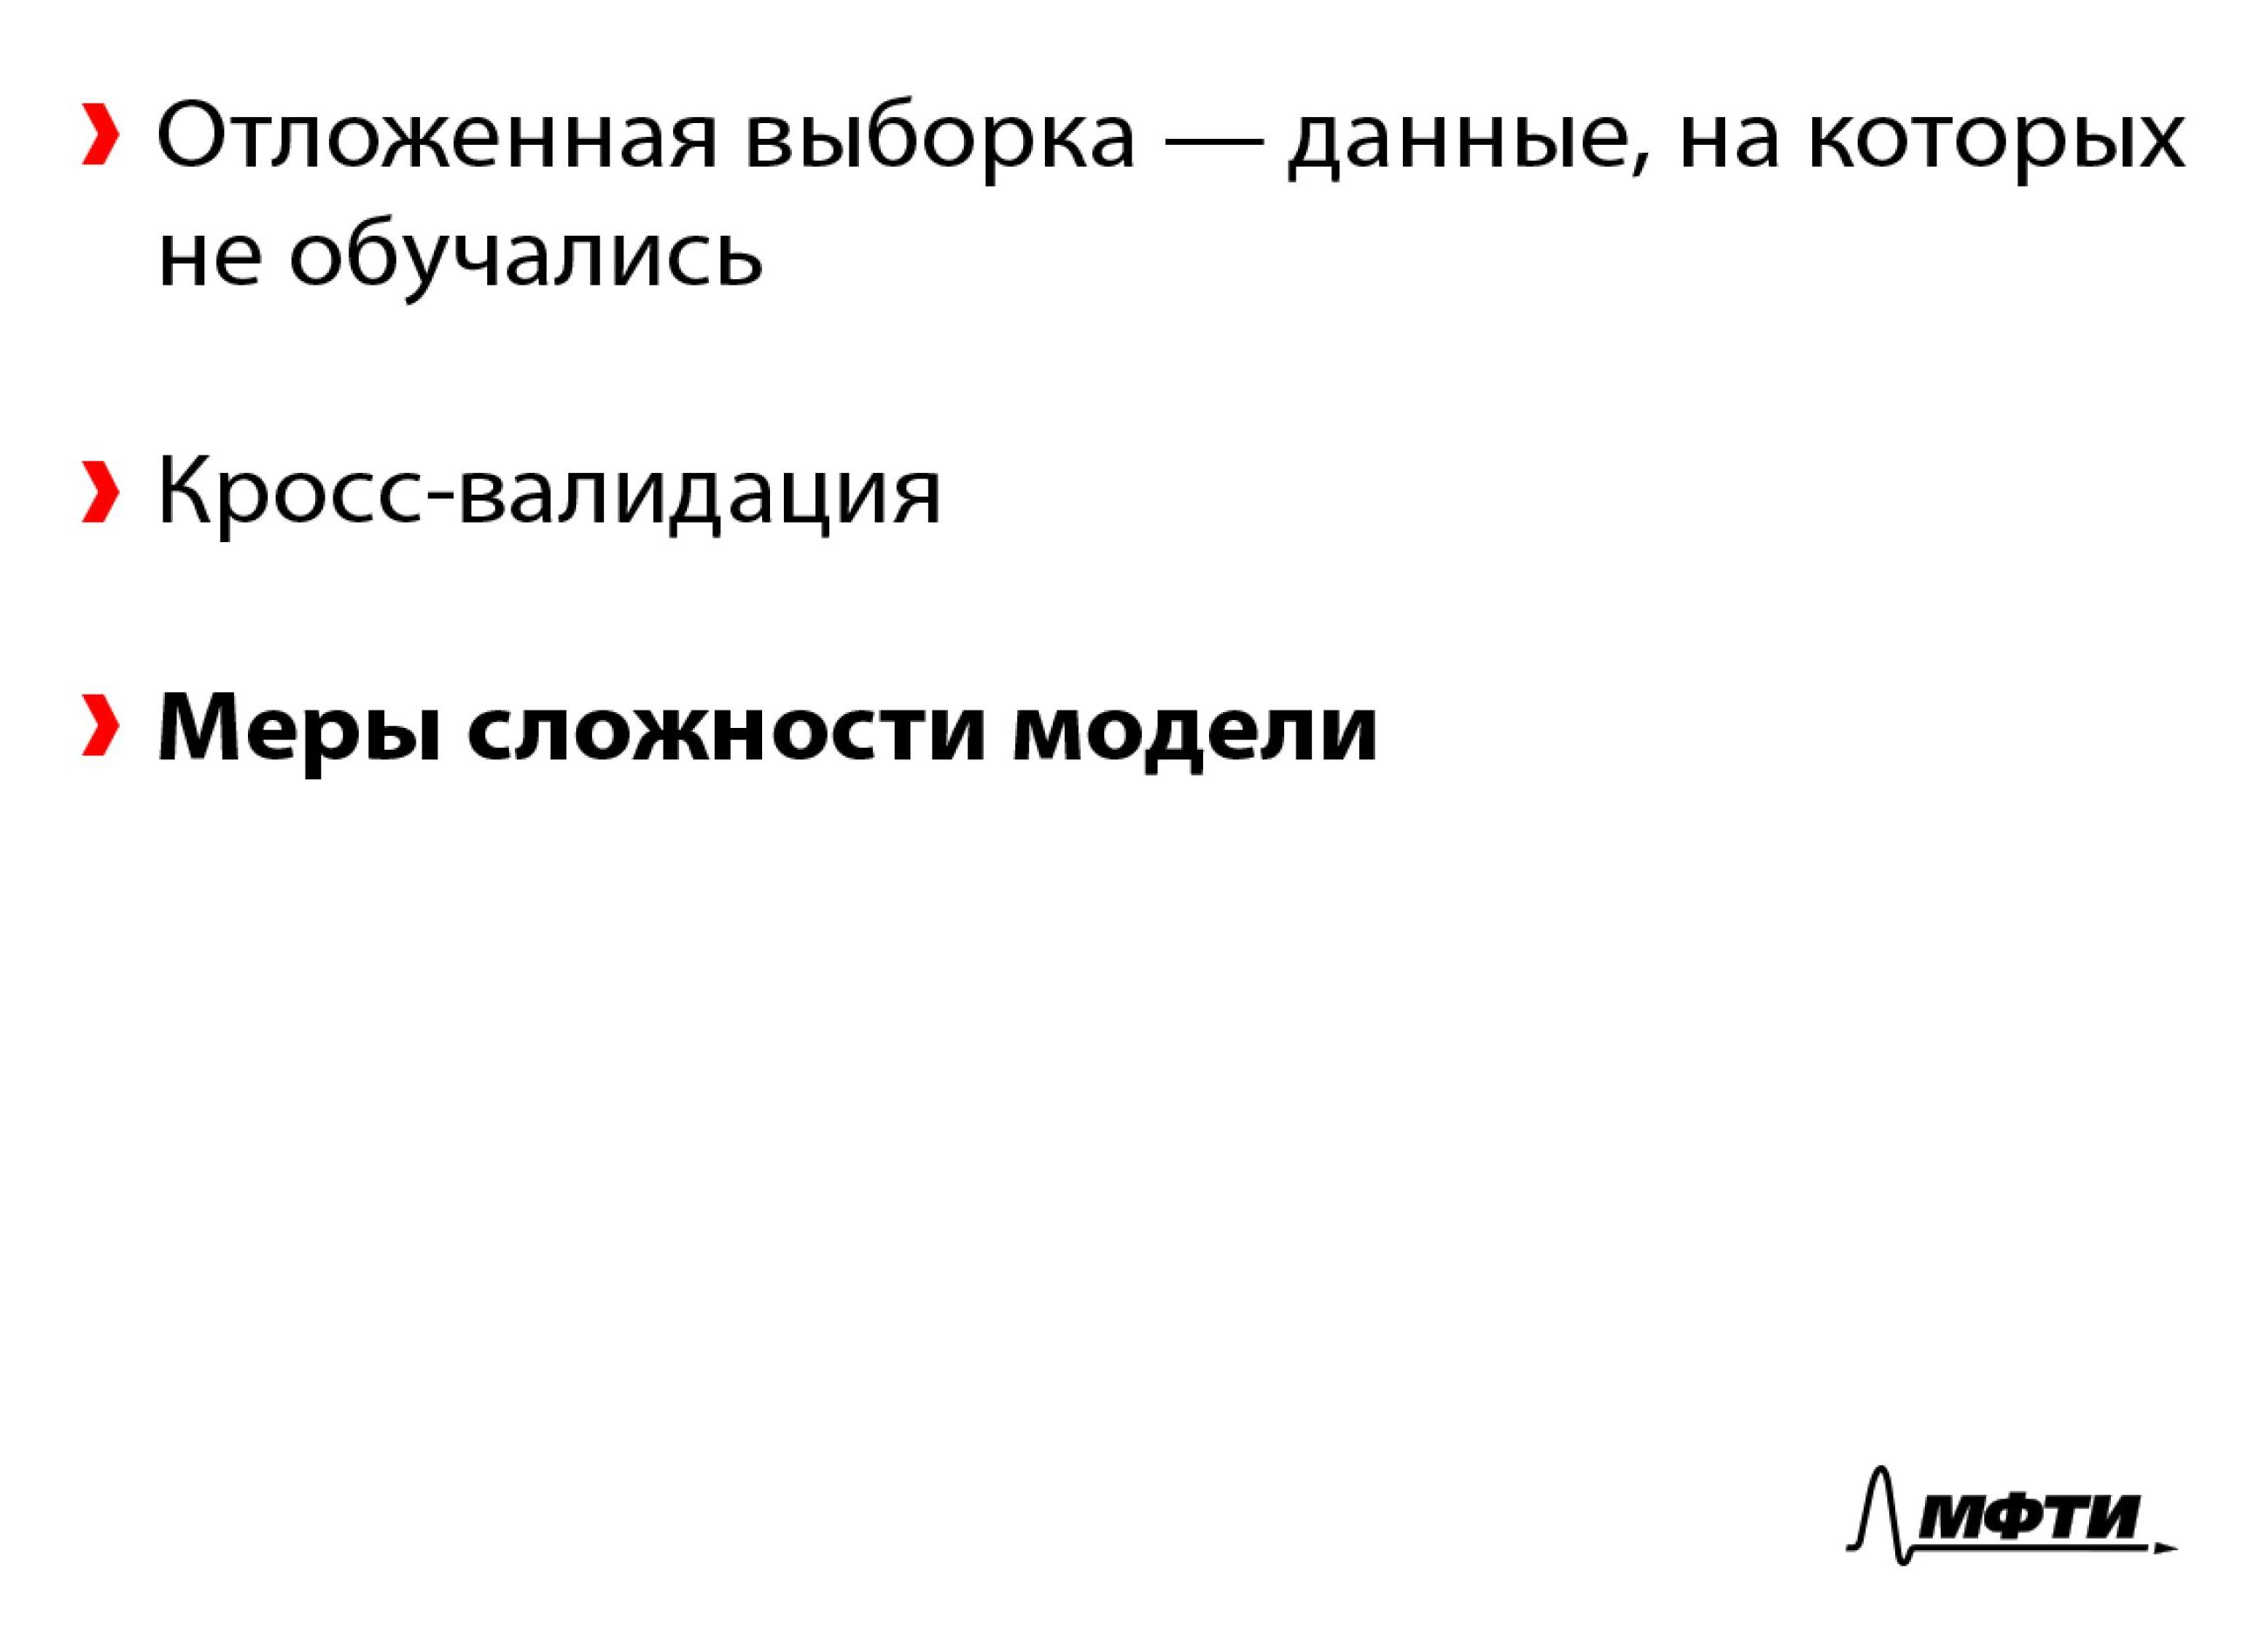 Отложенная выборка — данные, на которых
не обучались
Кросс-валидация
Меры сложности модели
МФТИ